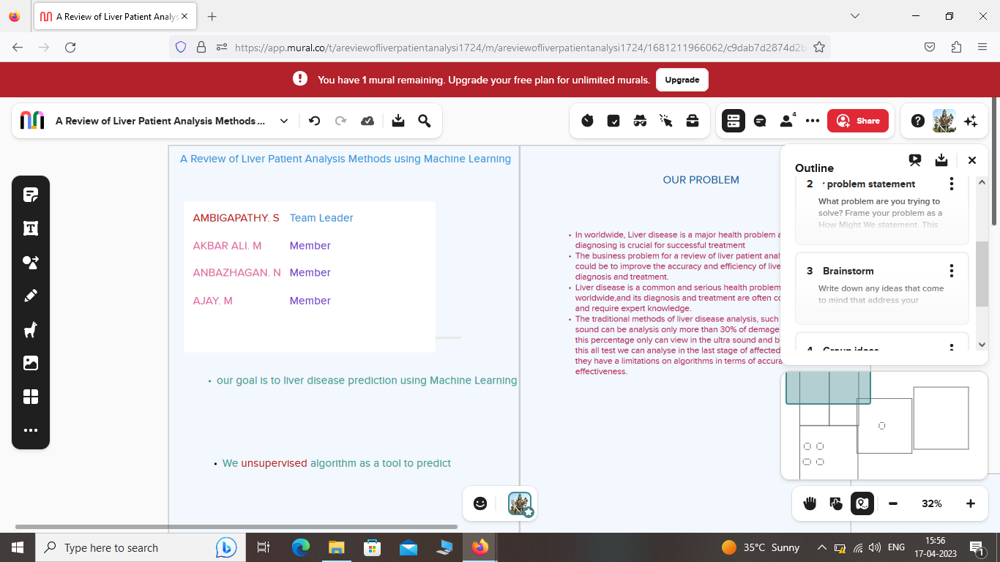 A Review of Liver Patient Analys
https://app.mural.co/t/areviewofliverpatientanalysi1724/m/areviewofliverpatientanalysi1724/1681211966062/c9dab7d2874d2b
You have 1 mural remaining. Upgrade your free plan for unlimited murals. Upgrade
A Review of Liver Patient Analysis Methods ...
4
Share
A Review of Liver Patient Analysis Methods using Machine Learning
AMBIGAPATHY. S Team Leader
AKBAR ALI. M Member
ANBAZHAGAN. N Member
AJAY. M Member
• our goal is to liver disease prediction using Machine Learning
• We unsupervised algorithm as a tool to predict
OUR PROBLEM
• In worldwide, Liver disease is a major health problem a
diagnosing is crucial for successful treatment
• The business problem for a review of liver patient anal
could be to improve the accuracy and efficiency of live
diagnosis and treatment.
• Liver disease is a common and serious health problem
worldwide,and its diagnosis and treatment are often co
and require expert knowledge.
• The traditional methods of liver disease analysis, such
sound can be analysis only more than 30% of demage
this percentage only can view in the ultra sound and b
this all test we can analyse in the last stage of affected
they have a limitations on algorithms in terms of accura
effectiveness.
Outline
2 r problem statement
What problem are you trying to
solve? Frame your problem as a
How Might We statement. This
3 Brainstorm
Write down any ideas that come
to mind that address your
4 Group ideas
32%
Type here to search
35°C Sunny
ENG
15:56
17-04-2023
1